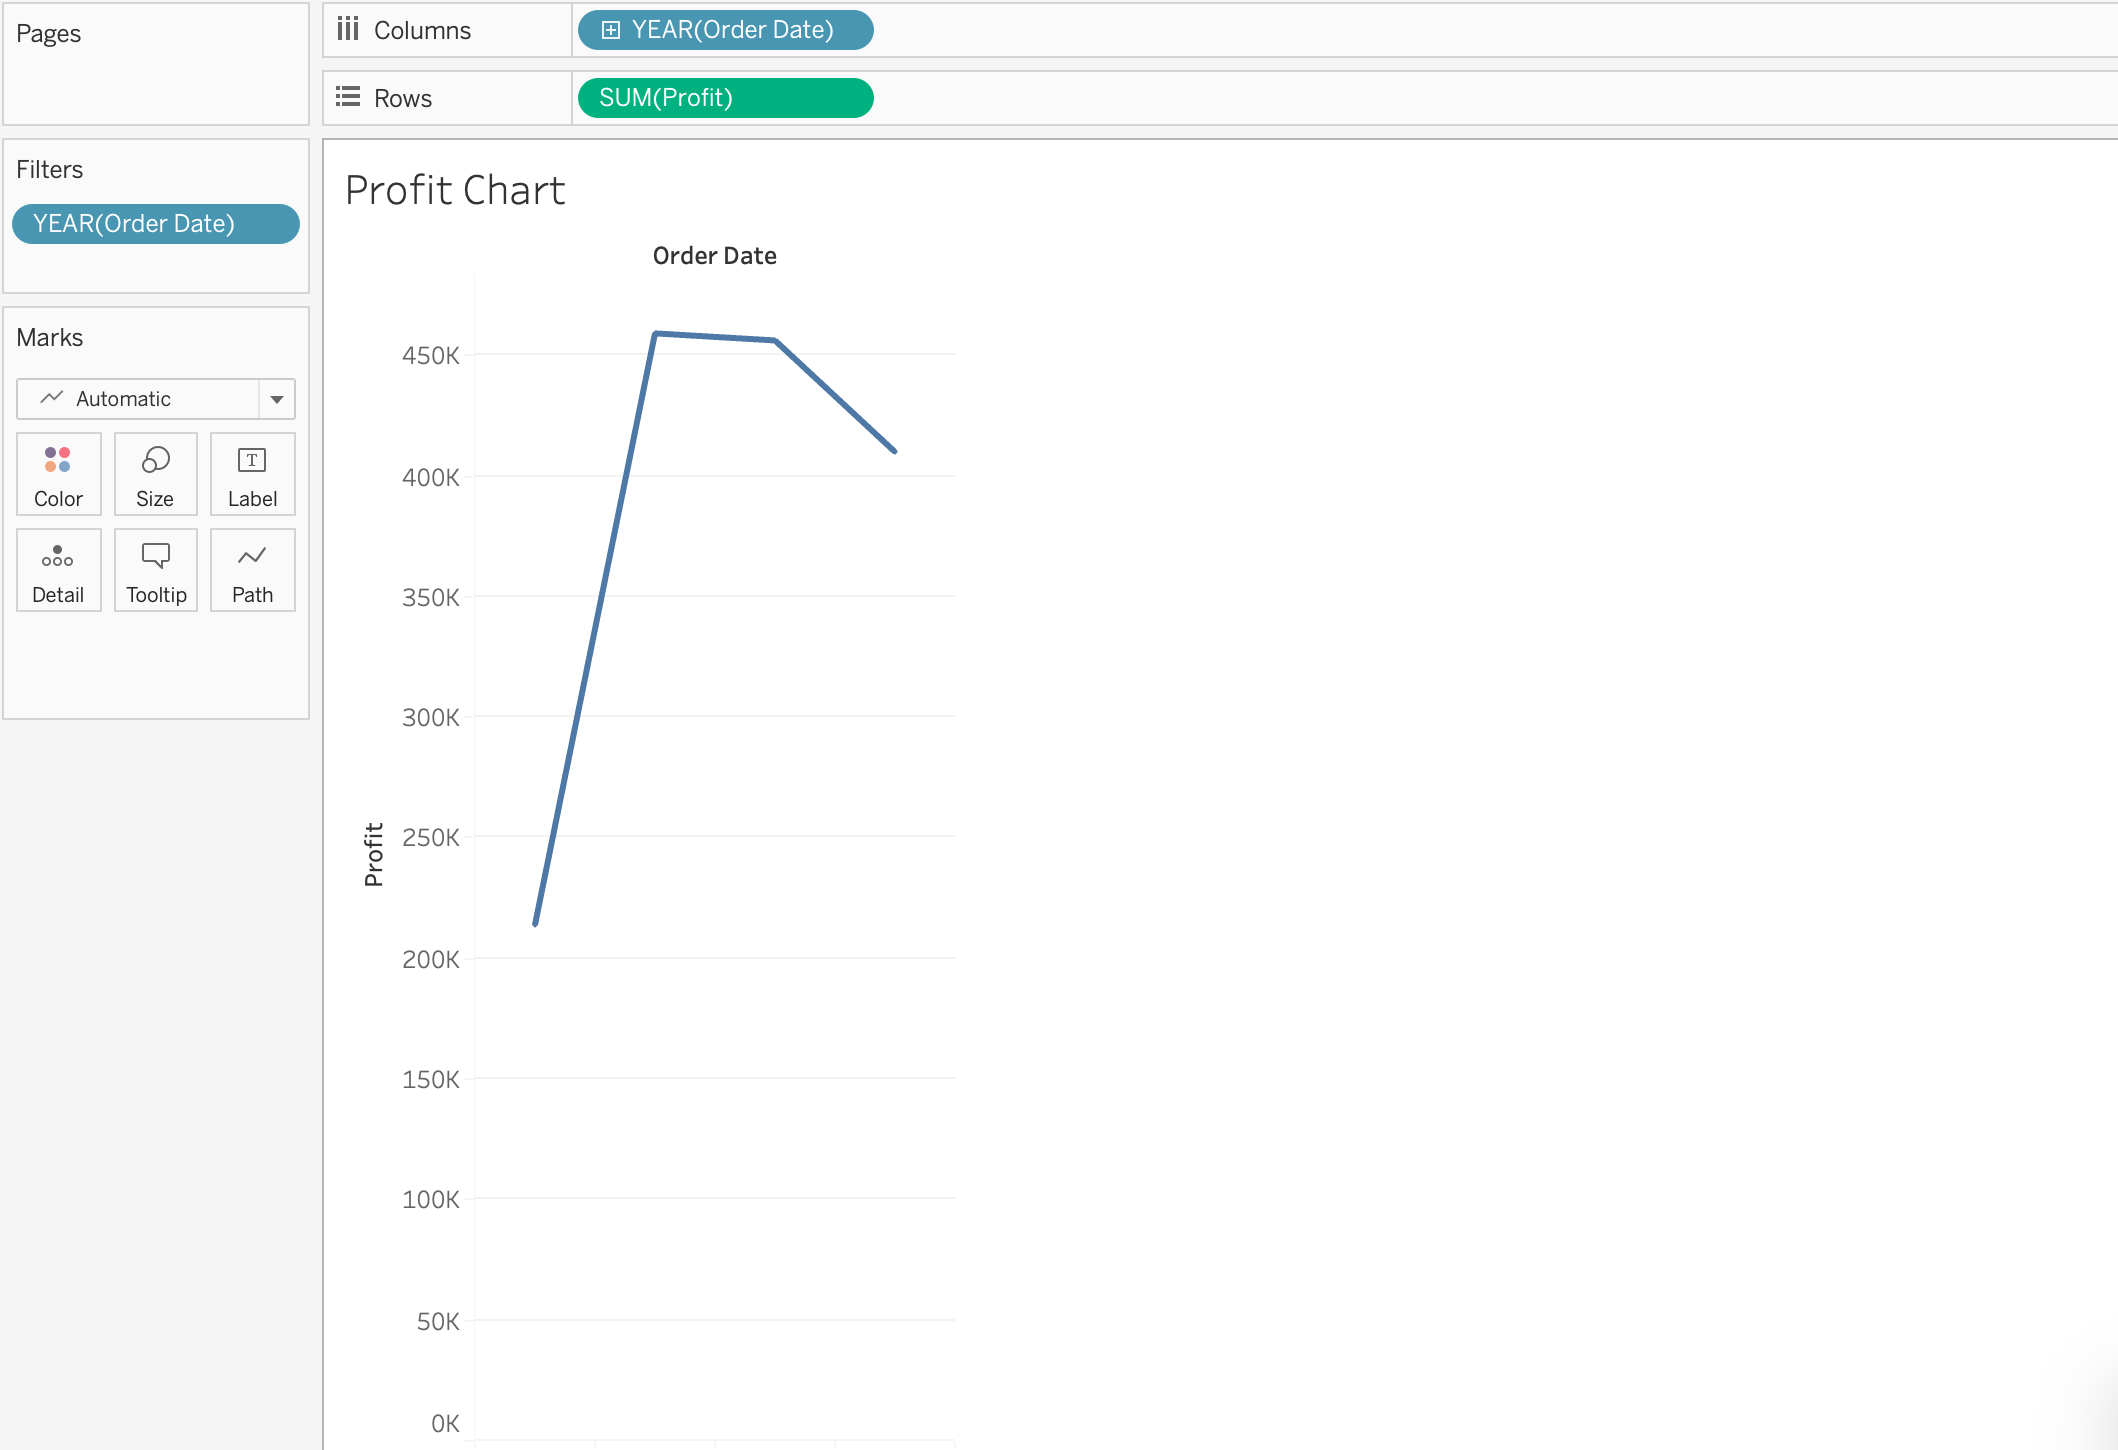 Pages
Columns
YEAR(Order Date)
Rows
SUM(Profit)
Filters
YEAR(Order Date)
Marks
Automatic
Color
Size
T
Label
Detail
Tooltip
Path
Profit Chart
Order Date
450K
400K
350K
300K
250K
200K
150K
100K
50K
0K
Profit